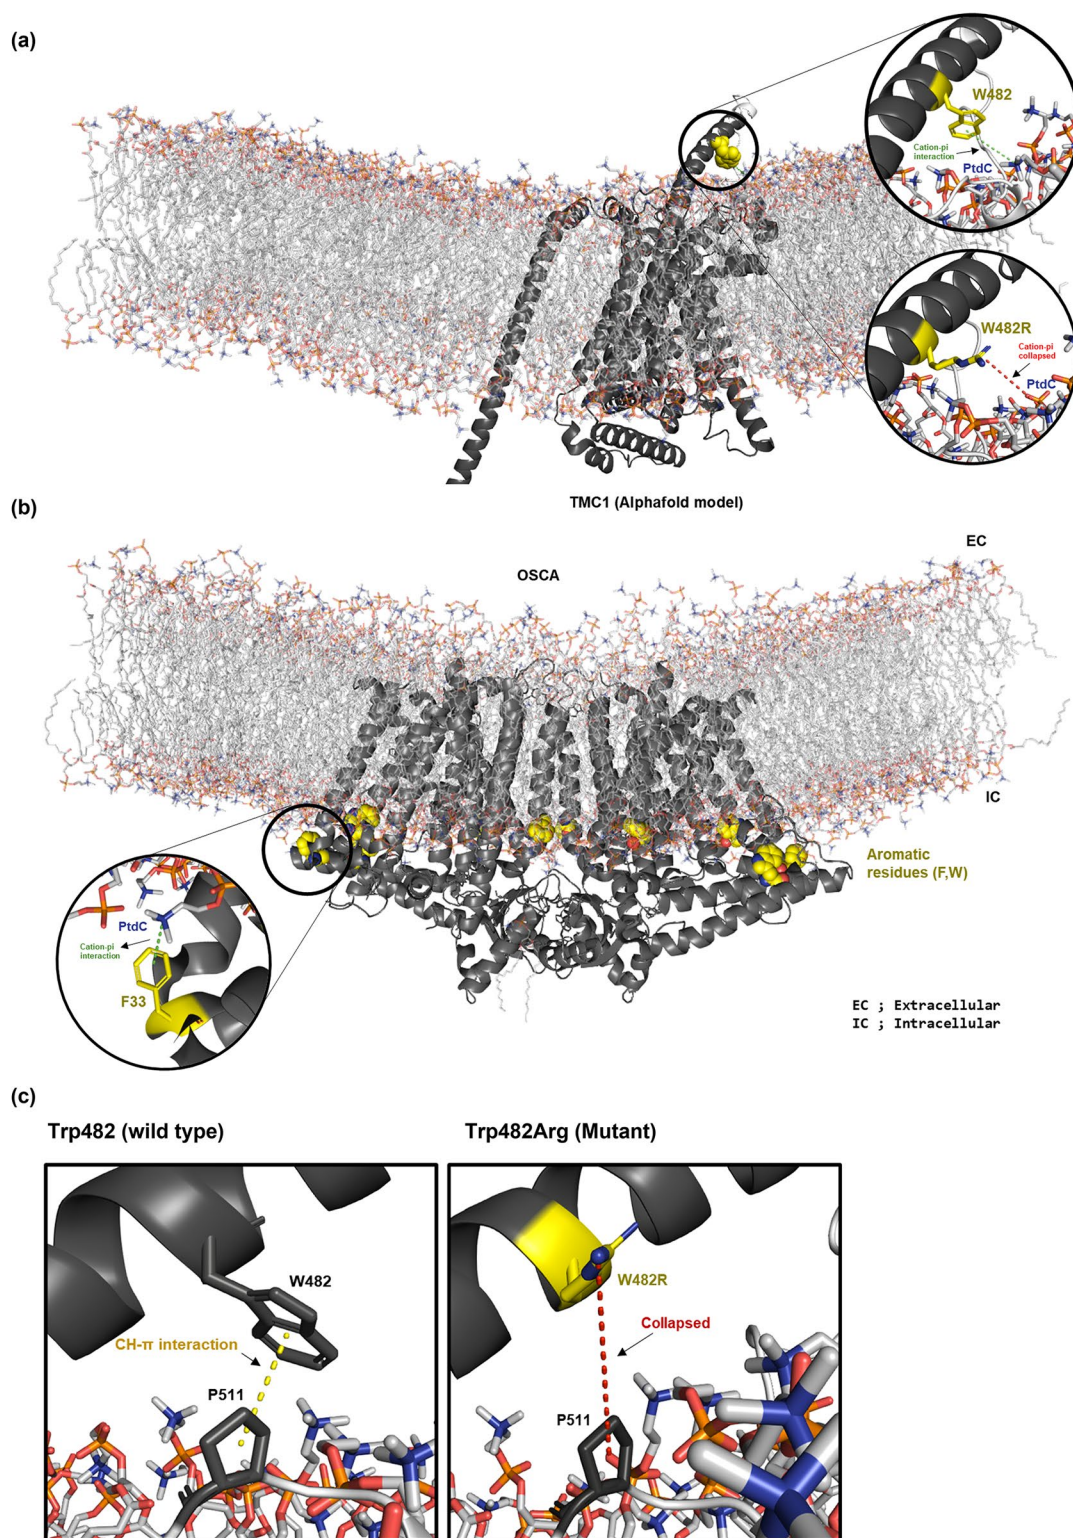 (a)
W482
Cation-pi
interaction
PtdC
W482R
Cation-pi
collapsed
PtdC
TMC1 (Alphafold model)
(b)
EC
OSCA
IC
Aromatic
residues (F,W)
PtdC
Cation-pi
interaction
F33
EC ; Extracellular
IC ; Intracellular
(c)
Trp482 (wild type)
Trp482Arg (Mutant)
W482
CH-π interaction
P511
W482R
Collapsed
P511